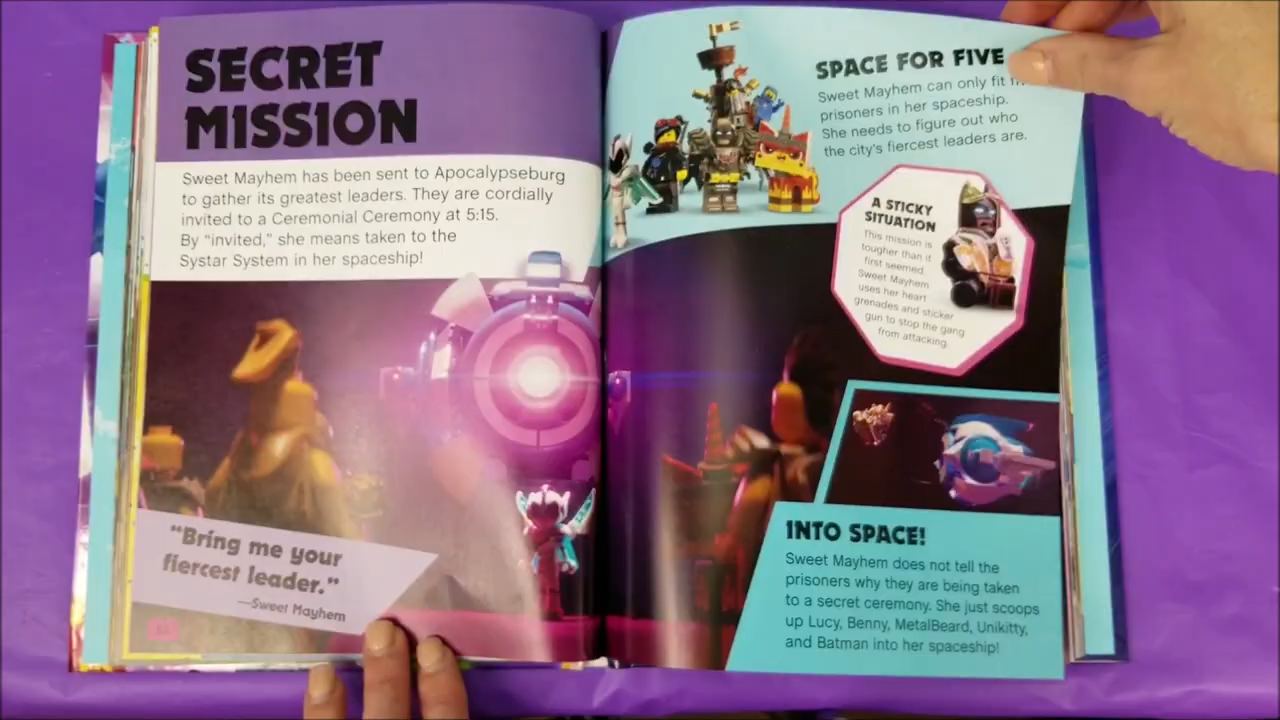 SECRET
MISSION
Sweet Mayhem has been sent to Apocalypseburg
to gather its greatest leaders. They are cordially
invited to a Ceremonial Ceremony at 5:15.
By “invited,” she means taken to the
Systar System in her spaceship!
“Bring me your
fiercest leader.”
—Sweet Mayhem
SPACE FOR FIVE
Sweet Mayhem can only fit
prisoners in her spaceship.
She needs to figure out who
the city's fiercest leaders are.
A STICKY
SITUATION
This mission is
tougher than it
first seemed.
Sweet Mayhem
uses her heart
grenades and sticker
gun to stop the gang
from attacking.
INTO SPACE!
Sweet Mayhem does not tell the
prisoners why they are being taken
to a secret ceremony. She just scoops
up Lucy, Benny, MetalBeard, Unikitty,
and Batman into her spaceship!